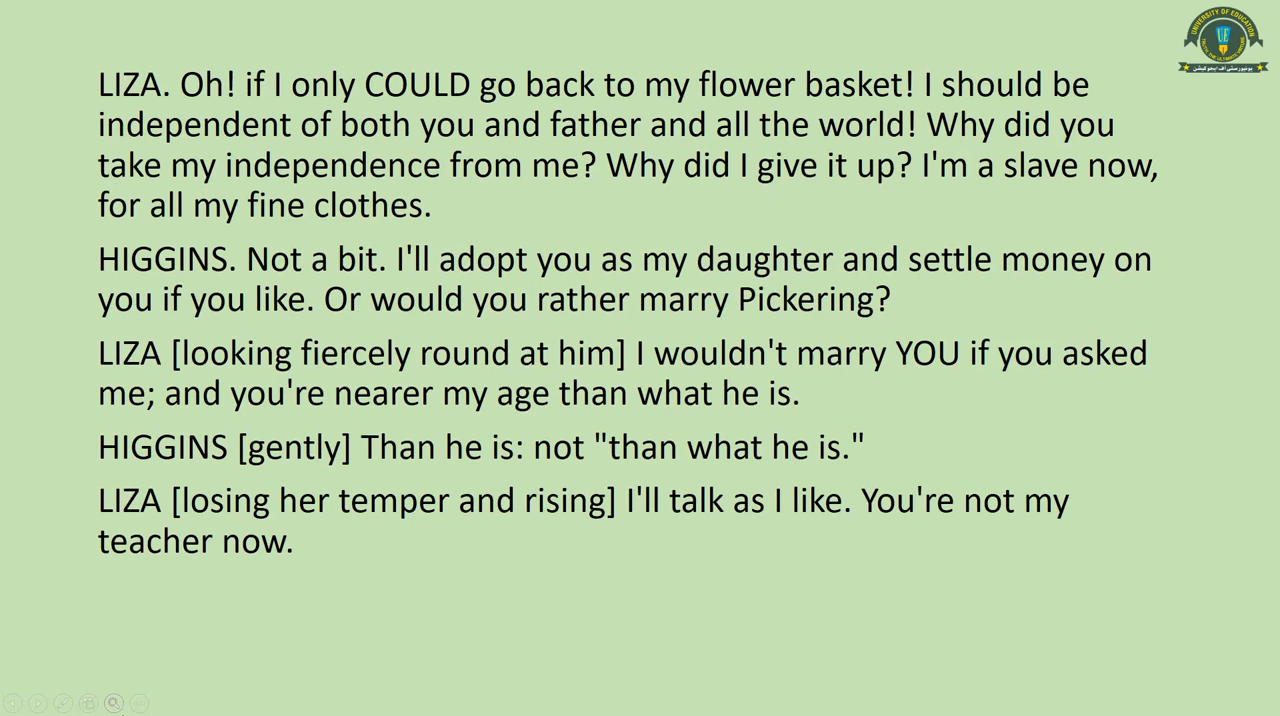 UNIVERSITY OF EDUCATION
UE
یونیورسٹی آف ایجوکیشن
LIZA. Oh! if I only COULD go back to my flower basket! I should be
independent of both you and father and all the world! Why did you
take my independence from me? Why did I give it up? I'm a slave now,
for all my fine clothes.
HIGGINS. Not a bit. I'll adopt you as my daughter and settle money on
you if you like. Or would you rather marry Pickering?
LIZA [looking fiercely round at him] I wouldn't marry YOU if you asked
me; and you're nearer my age than what he is.
HIGGINS [gently] Than he is: not "than what he is."
LIZA [losing her temper and rising] I'll talk as I like. You're not my
teacher now.